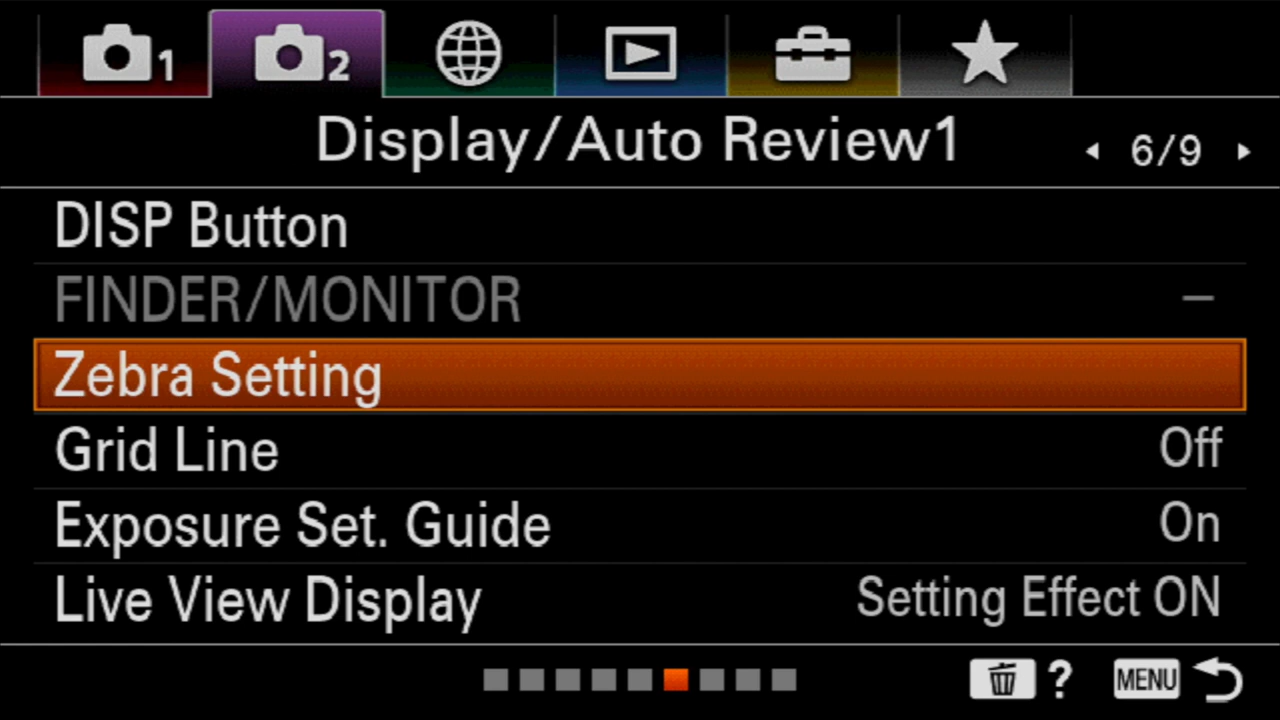 1 2
Display/Auto Review1 6/9
DISP Button
FINDER/MONITOR –
Zebra Setting
Grid Line Off
Exposure Set. Guide On
Live View Display Setting Effect ON
? MENU